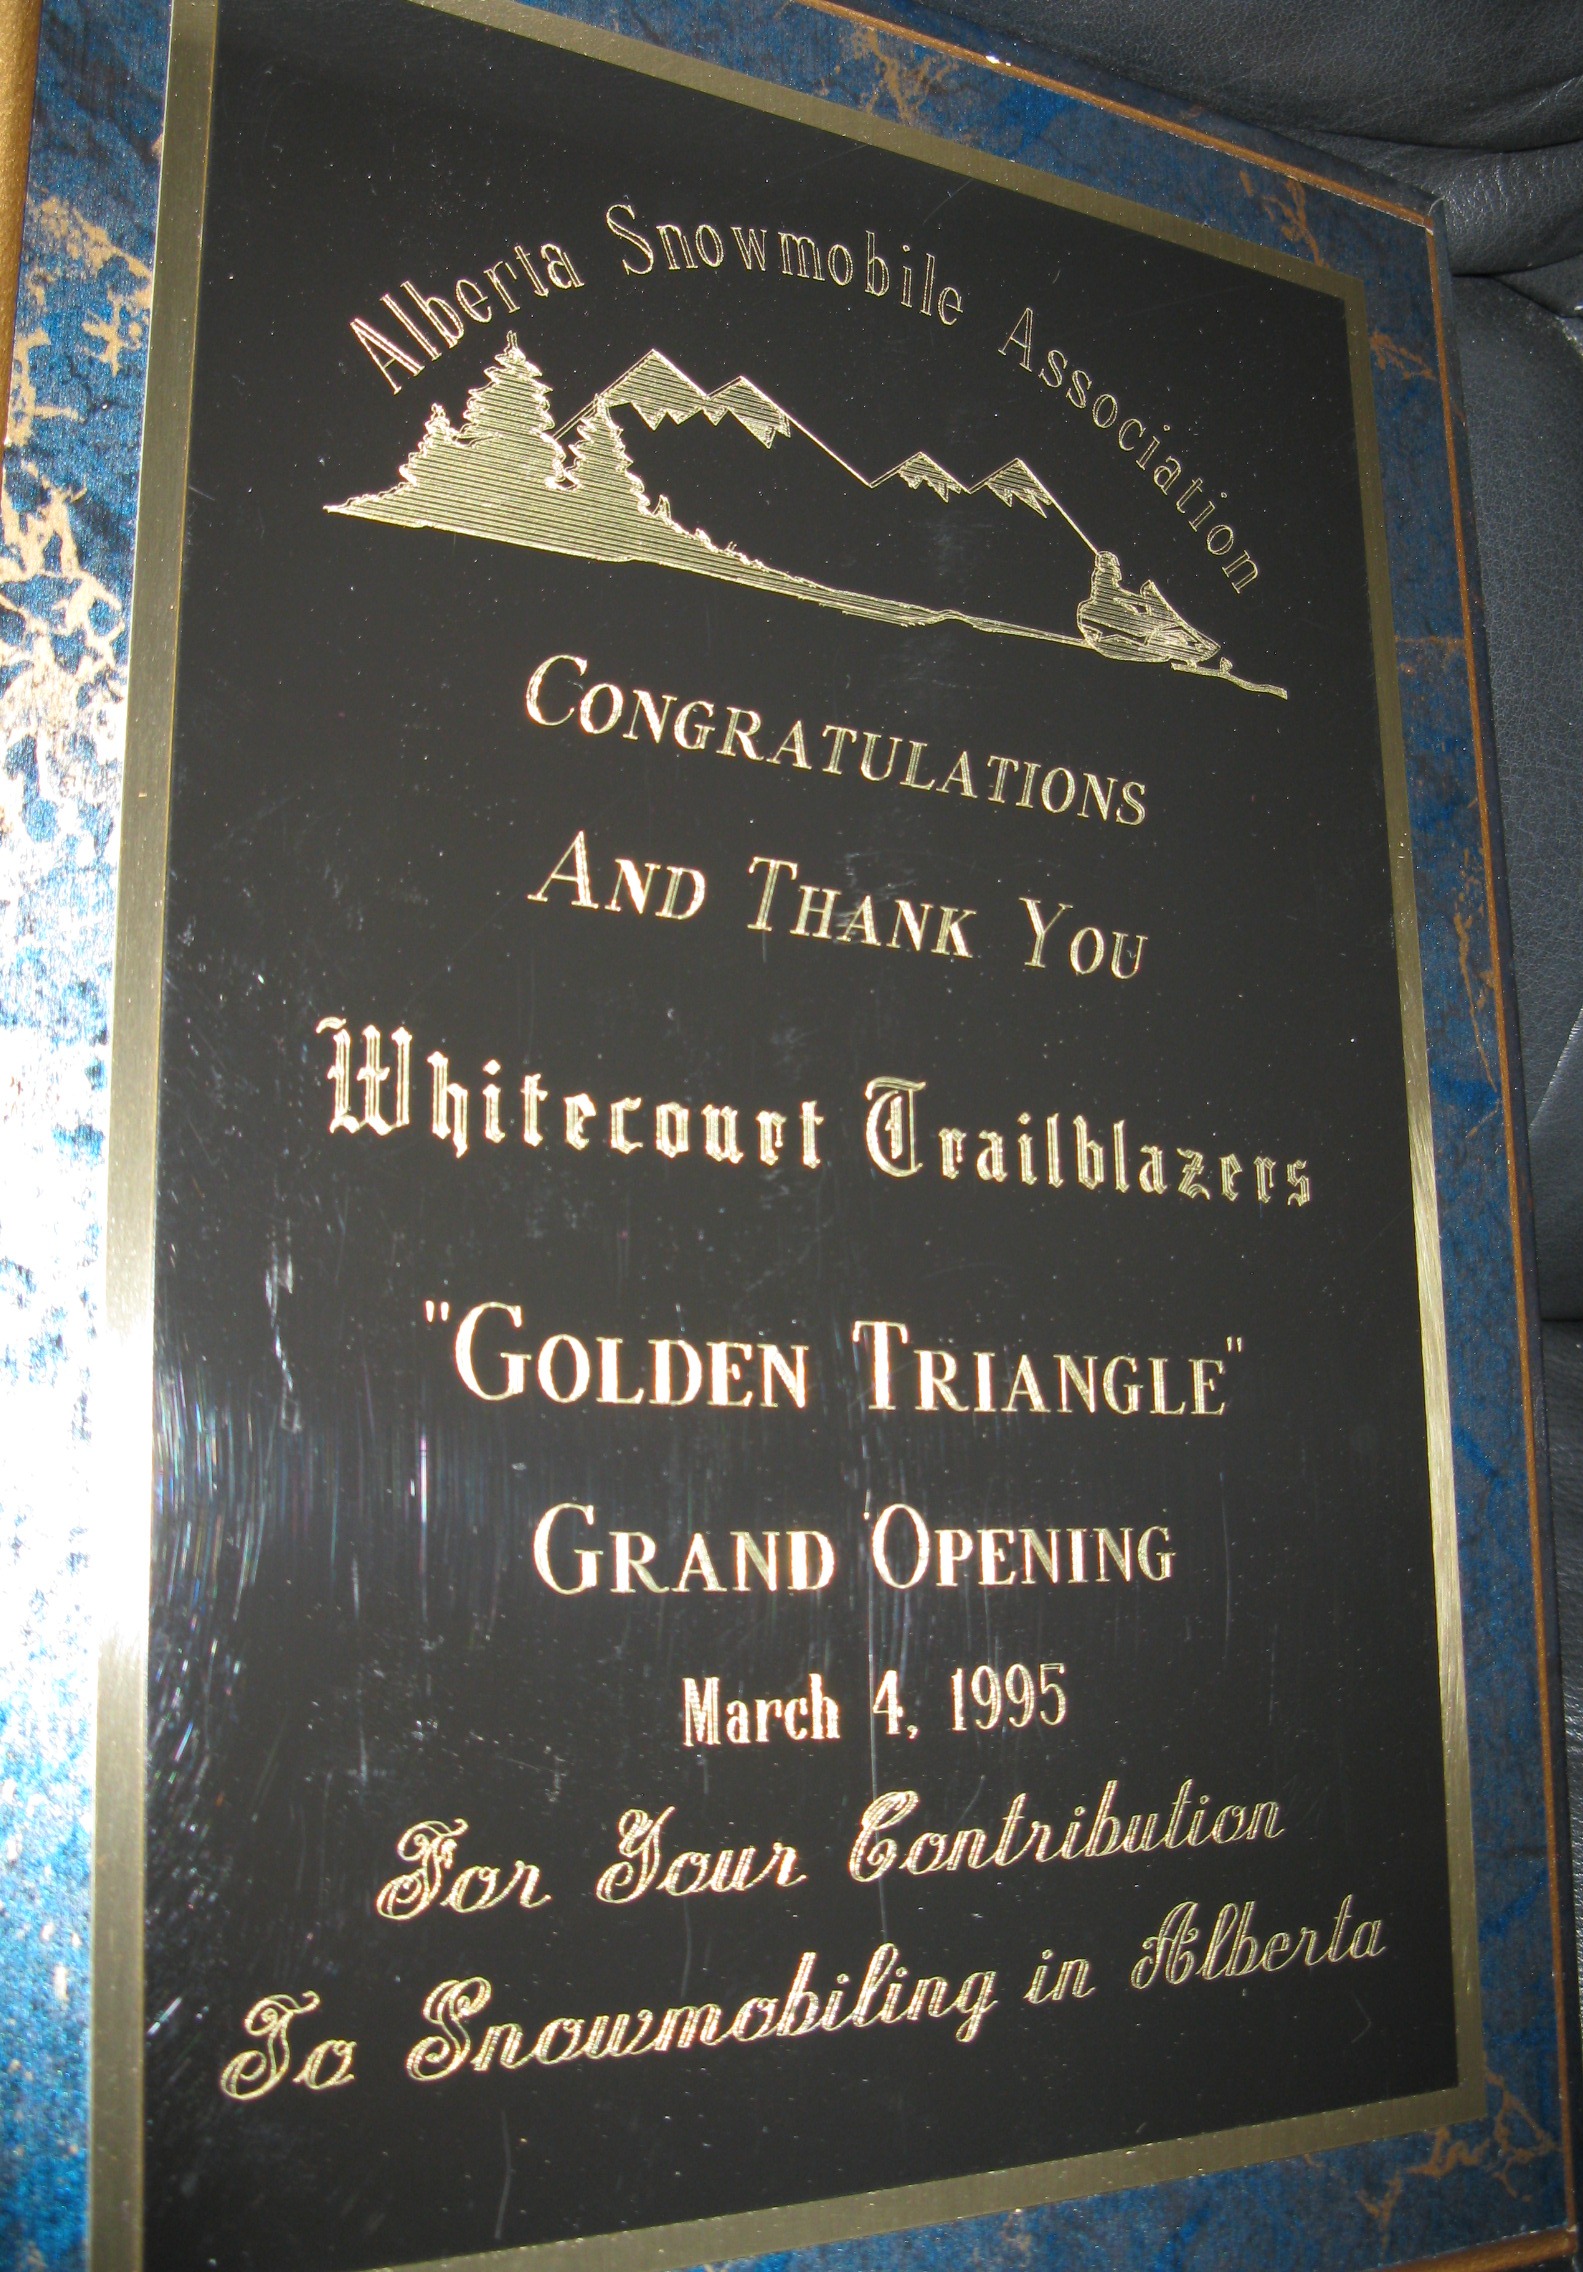 Alberta Snowmobile Association
CONGRATULATIONS
AND THANK YOU
Whitecourt Trailblazers
"GOLDEN TRIANGLE"
GRAND OPENING
March 4, 1995
For Your Contribution
To Snowmobiling in Alberta